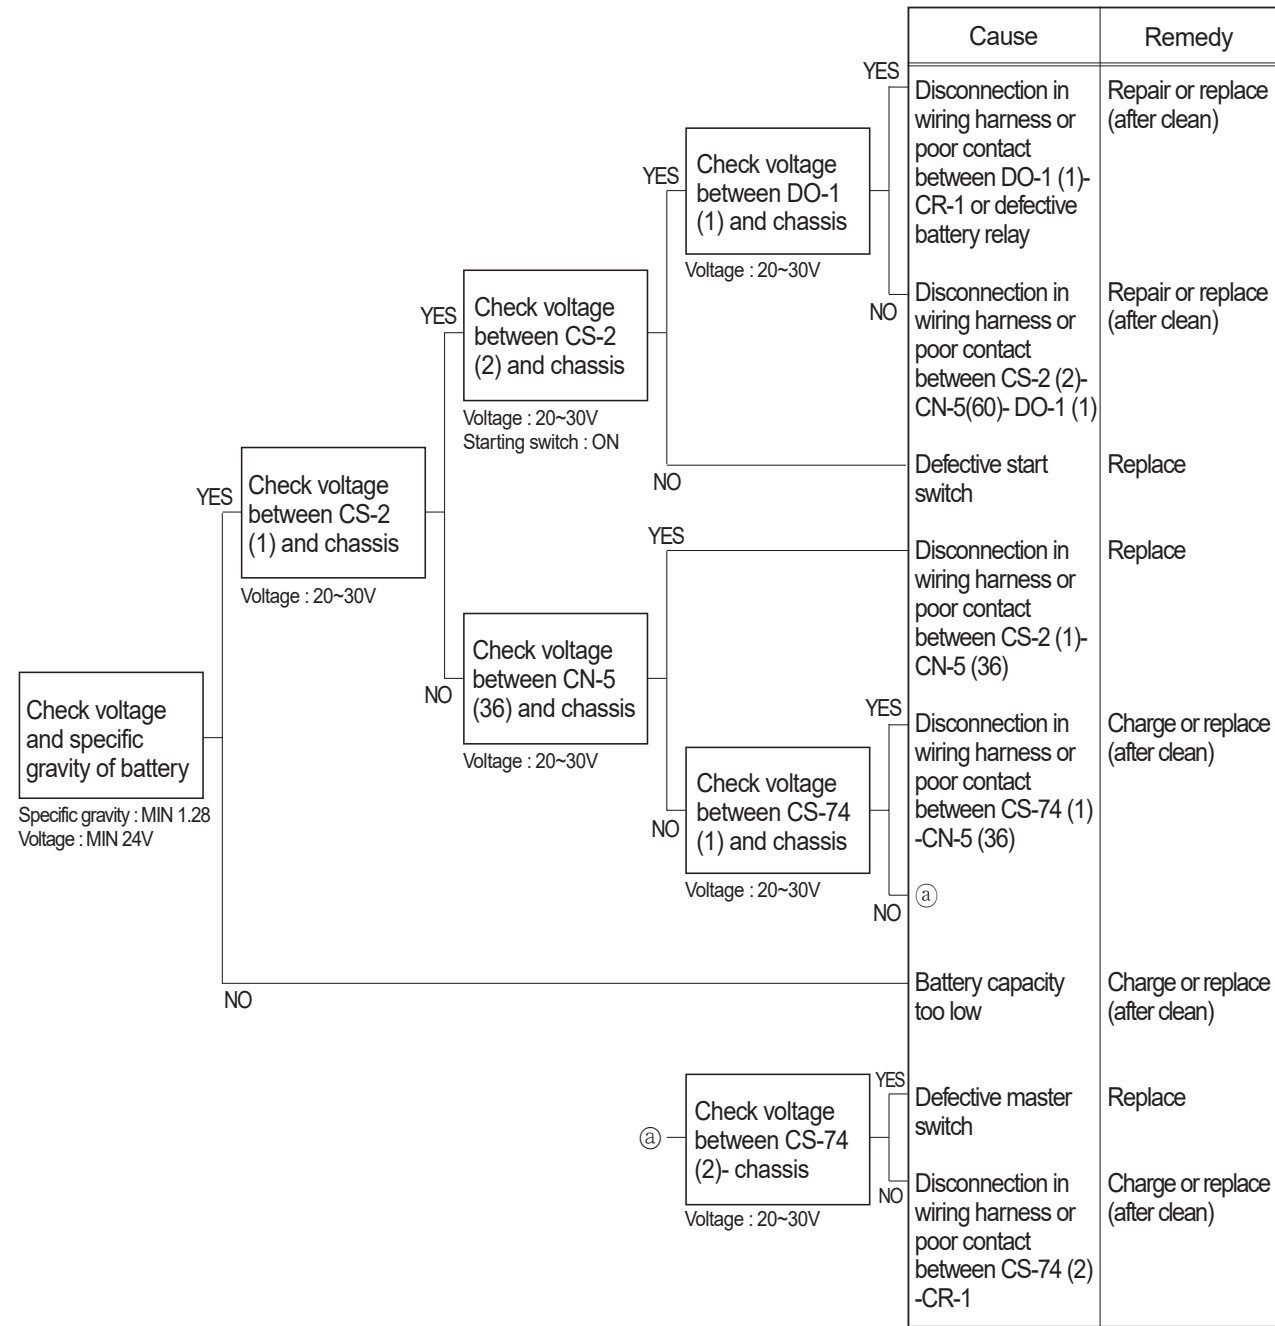 Cause
Remedy
YES
Disconnection in
wiring harness or
poor contact
between DO-1 (1)-
CR-1 or defective
battery relay
Repair or replace
(after clean)
YES
Check voltage
between DO-1
(1) and chassis
Voltage : 20~30V
NO
Disconnection in
wiring harness or
poor contact
between CS-2 (2)-
CN-5(60)- DO-1 (1)
Repair or replace
(after clean)
YES
Check voltage
between CS-2
(2) and chassis
Voltage : 20~30V
Starting switch : ON
NO
Defective start
switch
Replace
YES
Check voltage
between CS-2
(1) and chassis
Voltage : 20~30V
YES
Disconnection in
wiring harness or
poor contact
between CS-2 (1)-
CN-5 (36)
Replace
NO
Check voltage
between CN-5
(36) and chassis
Voltage : 20~30V
Check voltage
and specific
gravity of battery
Specific gravity : MIN 1.28
Voltage : MIN 24V
YES
Disconnection in
wiring harness or
poor contact
between CS-74 (1)
-CN-5 (36)
Charge or replace
(after clean)
NO
Check voltage
between CS-74
(1) and chassis
Voltage : 20~30V
NO
ⓐ
NO
Battery capacity
too low
Charge or replace
(after clean)
ⓐ
Check voltage
between CS-74
(2)- chassis
Voltage : 20~30V
YES
Defective master
switch
Replace
NO
Disconnection in
wiring harness or
poor contact
between CS-74 (2)
-CR-1
Charge or replace
(after clean)